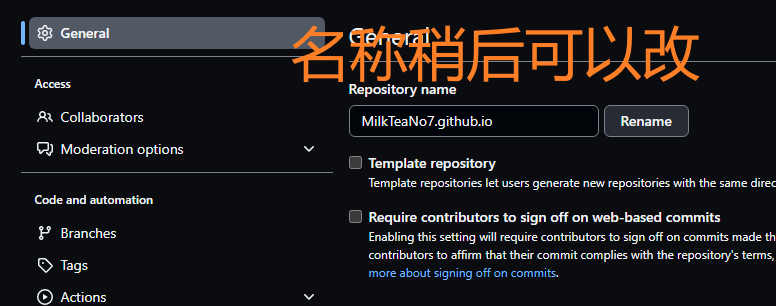 General
General
名称稍后可以改
Access
Repository name
Collaborators
MilkTeaNo7.github.io
Rename
Moderation options
Template repository
Template repositories let users generate new repositories with the same direc
Code and automation
Require contributors to sign off on web-based commits
Branches
Enabling this setting will require contributors to sign off on commits made th
contributors to affirm that their commit complies with the repository's terms,
Tags
more about signing off on commits.
Actions